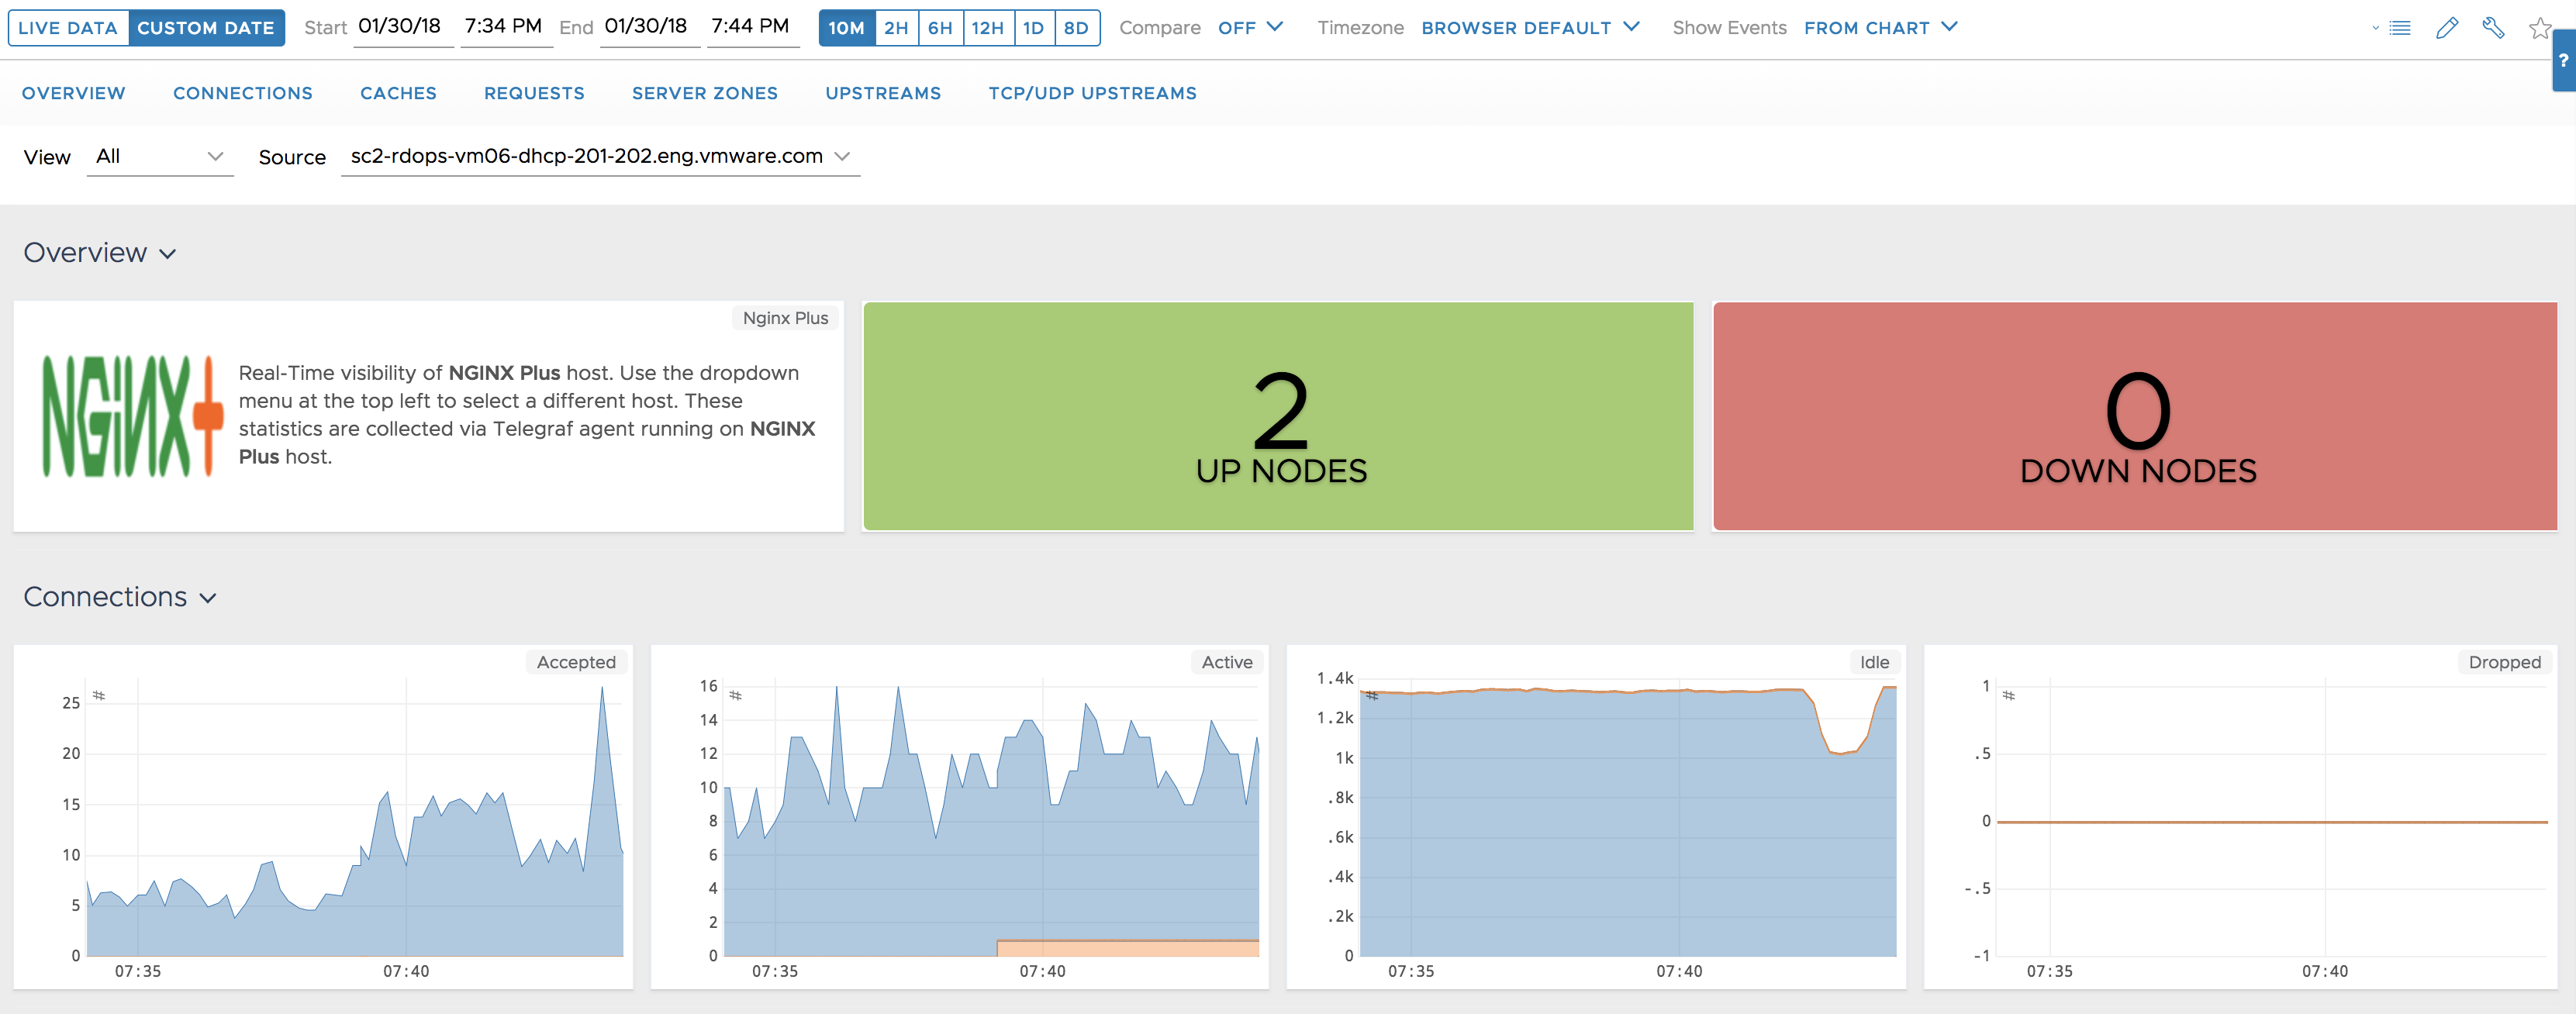 LIVE DATA CUSTOM DATE Start 01/30/18 7:34 PM End 01/30/18 7:44 PM 10M 2H 6H 12H 1D 8D Compare OFF Timezone BROWSER DEFAULT Show Events FROM CHART
?
OVERVIEW CONNECTIONS CACHES REQUESTS SERVER ZONES UPSTREAMS TCP/UDP UPSTREAMS
View All Source sc2-rdops-vm06-dhcp-201-202.eng.vmware.com
Overview
Nginx Plus
NGINX+
Real-Time visibility of NGINX Plus host. Use the dropdown
menu at the top left to select a different host. These
statistics are collected via Telegraf agent running on NGINX
Plus host.
2
UP NODES
0
DOWN NODES
Connections
Accepted
#
25
20
15
10
5
0
07:35 07:40
Active
#
16
14
12
10
8
6
4
2
0
07:35 07:40
Idle
#
1.4k
1.2k
1k
.8k
.6k
.4k
.2k
0
07:35 07:40
Dropped
#
1
.5
0
-.5
-1
07:35 07:40